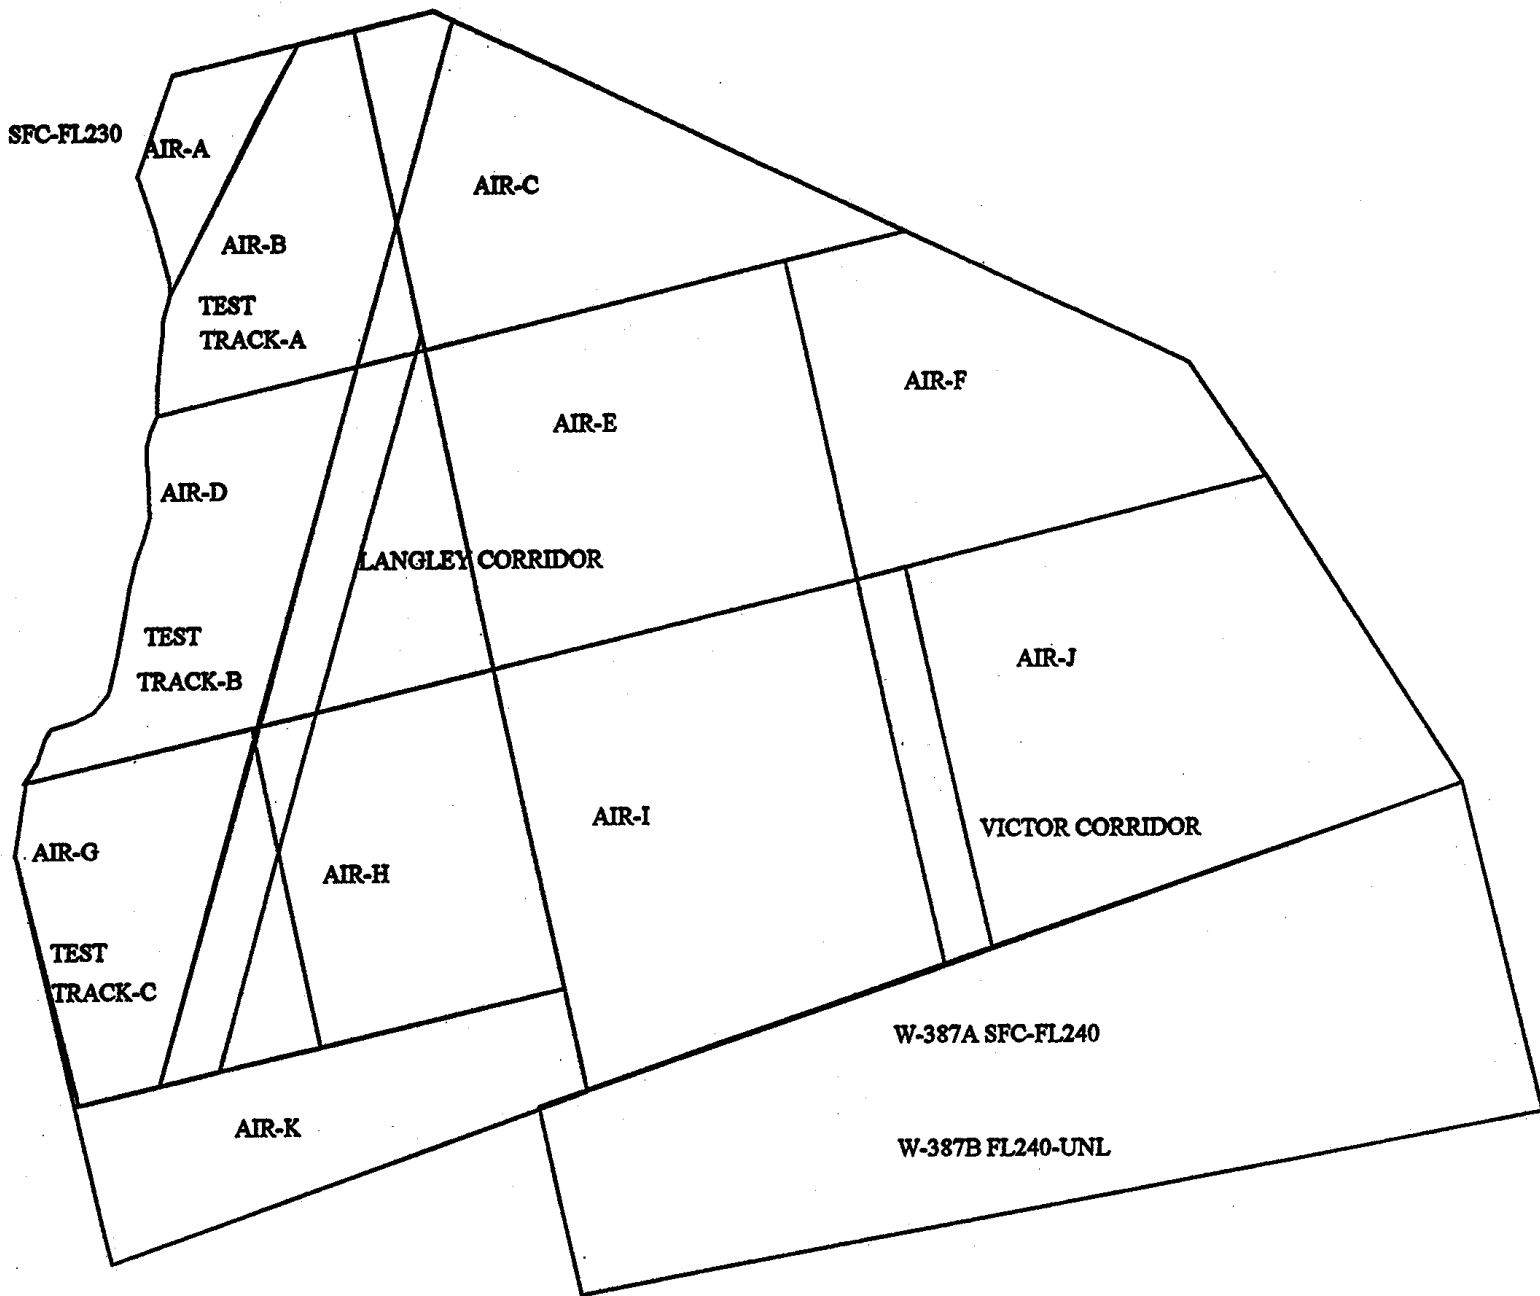 SFC-FL230
AIR-A
AIR-C
AIR-B
TEST
TRACK-A
AIR-F
AIR-E
AIR-D
LANGLEY CORRIDOR
TEST
TRACK-B
AIR-J
AIR-I
VICTOR CORRIDOR
AIR-G
AIR-H
TEST
TRACK-C
W-387A SFC-FL240
AIR-K
W-387B FL240-UNL